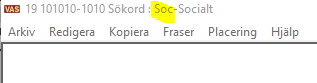 VAS 19 101010-1010 Sökord : Soc-Socialt
Arkiv Redigera Kopiera Fraser Placering Hjälp